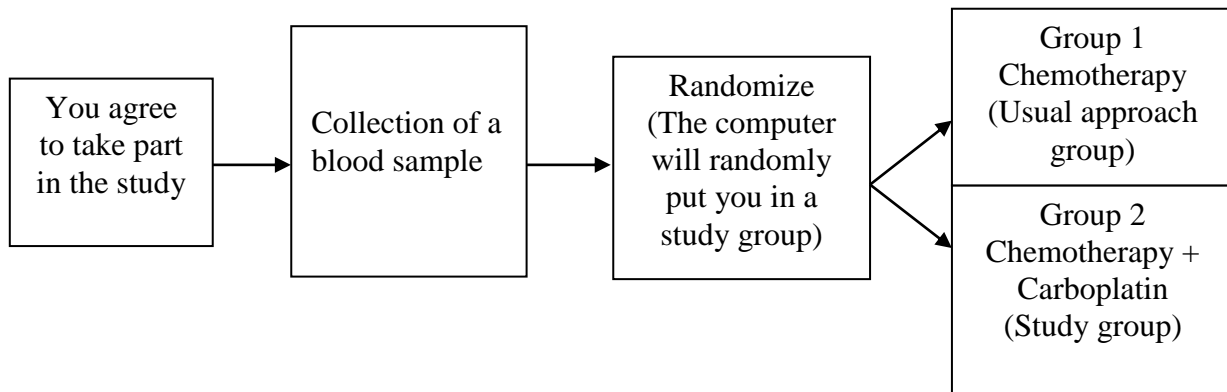 You agree
to take part
in the study
Collection of a
blood sample
Randomize
(The computer
will randomly
put you in a
study group)
Group 1
Chemotherapy
(Usual approach
group)
Group 2
Chemotherapy +
Carboplatin
(Study group)